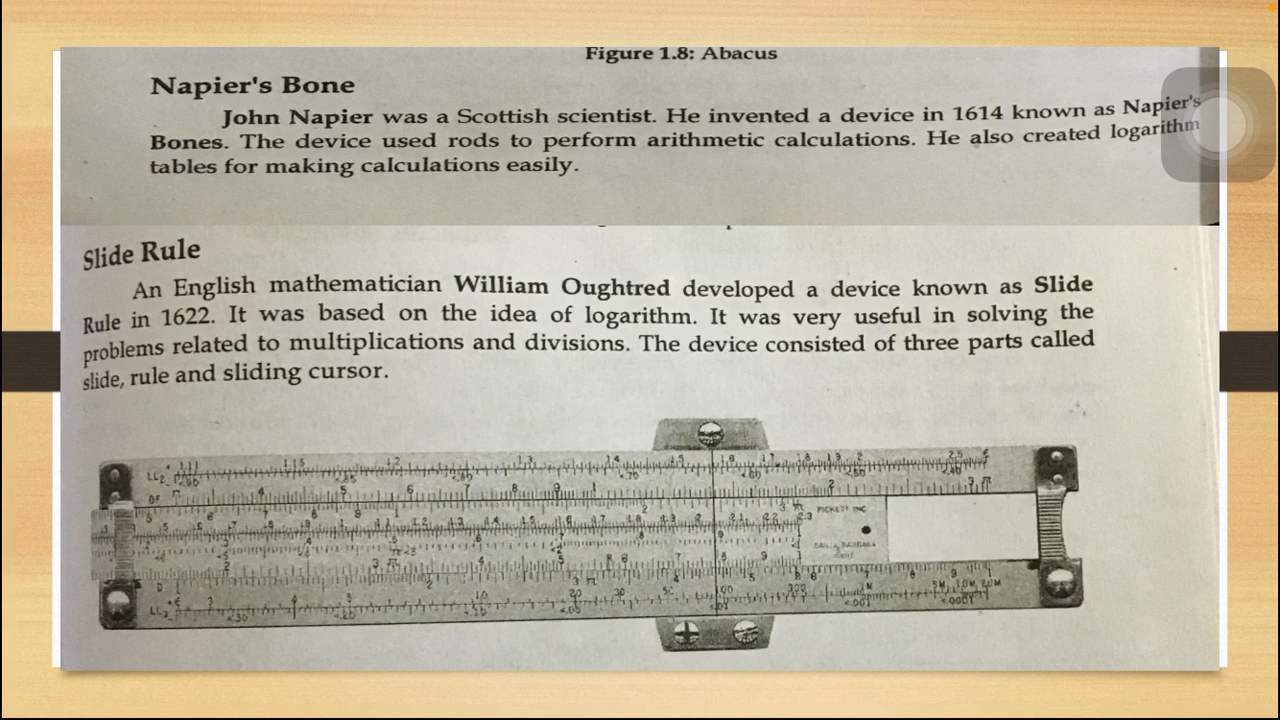 Figure 1.8: Abacus
Napier's Bone
John Napier was a Scottish scientist. He invented a device in 1614 known as Napier's
Bones. The device used rods to perform arithmetic calculations. He also created logarithm
tables for making calculations easily.
Slide Rule
An English mathematician William Oughtred developed a device known as Slide
Rule in 1622. It was based on the idea of logarithm. It was very useful in solving the
problems related to multiplications and divisions. The device consisted of three parts called
slide, rule and sliding cursor.
PICKETT INC